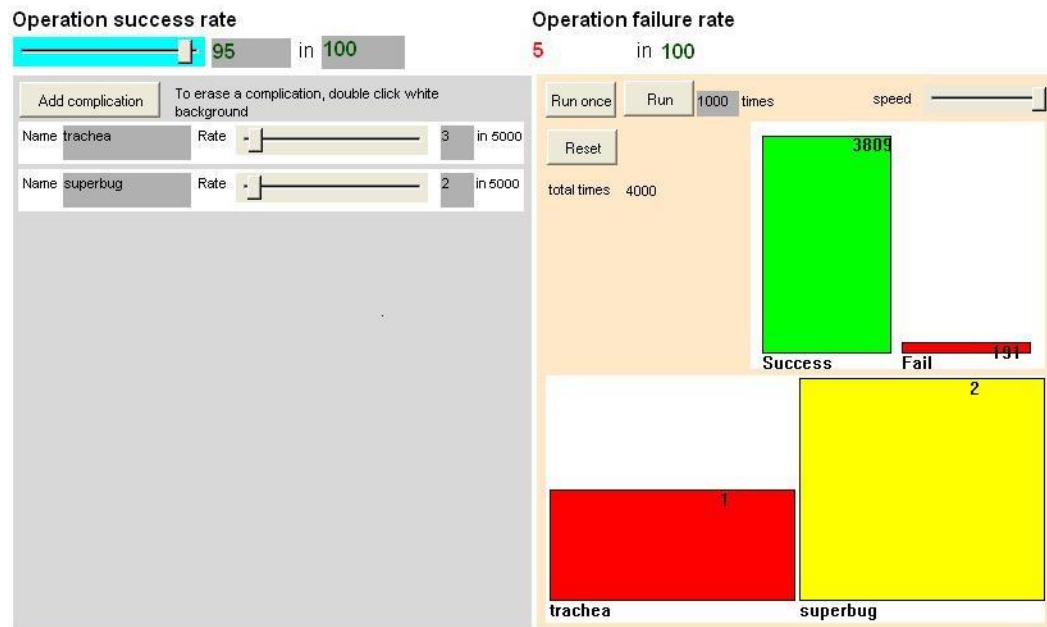 Operation success rate
95 in 100
Operation failure rate
5 in 100
Add complication
To erase a complication, double click white
background
Name trachea Rate 3 in 5000
Name superbug Rate 2 in 5000
Run once Run 1000 times speed
Reset
total times 4000
3809
191
Success Fail
1
2
trachea superbug